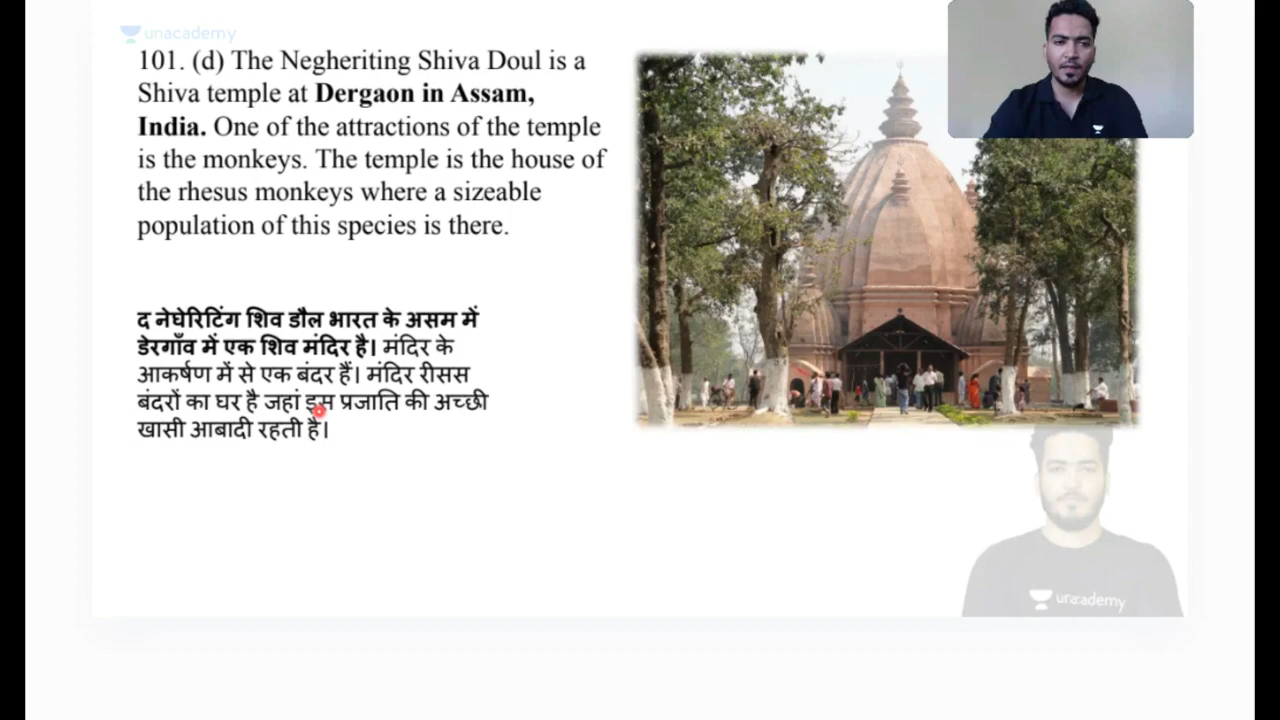 unacademy
101. (d) The Negheriting Shiva Doul is a
Shiva temple at Dergaon in Assam,
India. One of the attractions of the temple
is the monkeys. The temple is the house of
the rhesus monkeys where a sizeable
population of this species is there.
द नेघेरिटिंग शिव डौल भारत के असम में
डेरगाँव में एक शिव मंदिर है। मंदिर के
आकर्षण में से एक बंदर हैं। मंदिर रीसस
बंदरों का घर है जहां इस प्रजाति की अच्छी
खासी आबादी रहती है।
unacademy